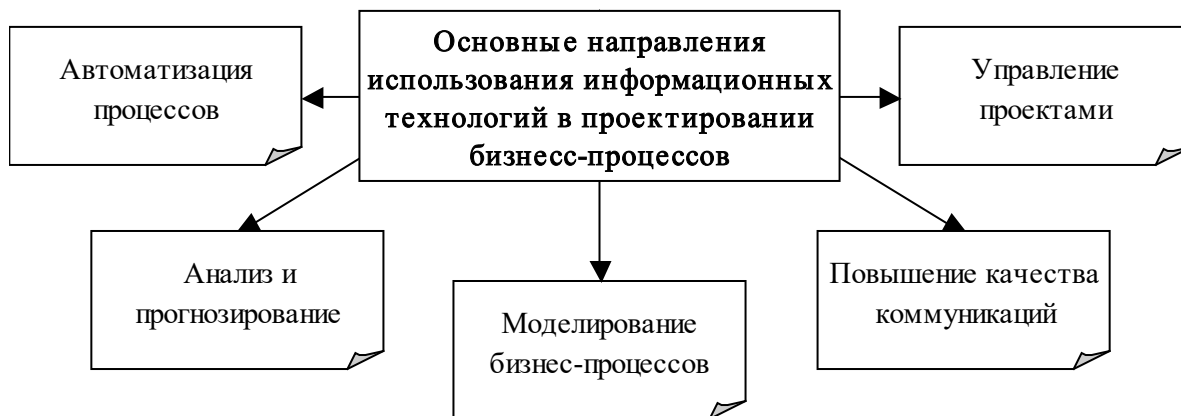 Основные направления
использования информационных
технологий в проектировании
бизнесс-процессов
Автоматизация
процессов
Управление
проектами
Анализ и
прогнозирование
Моделирование
бизнес-процессов
Повышение качества
коммуникаций